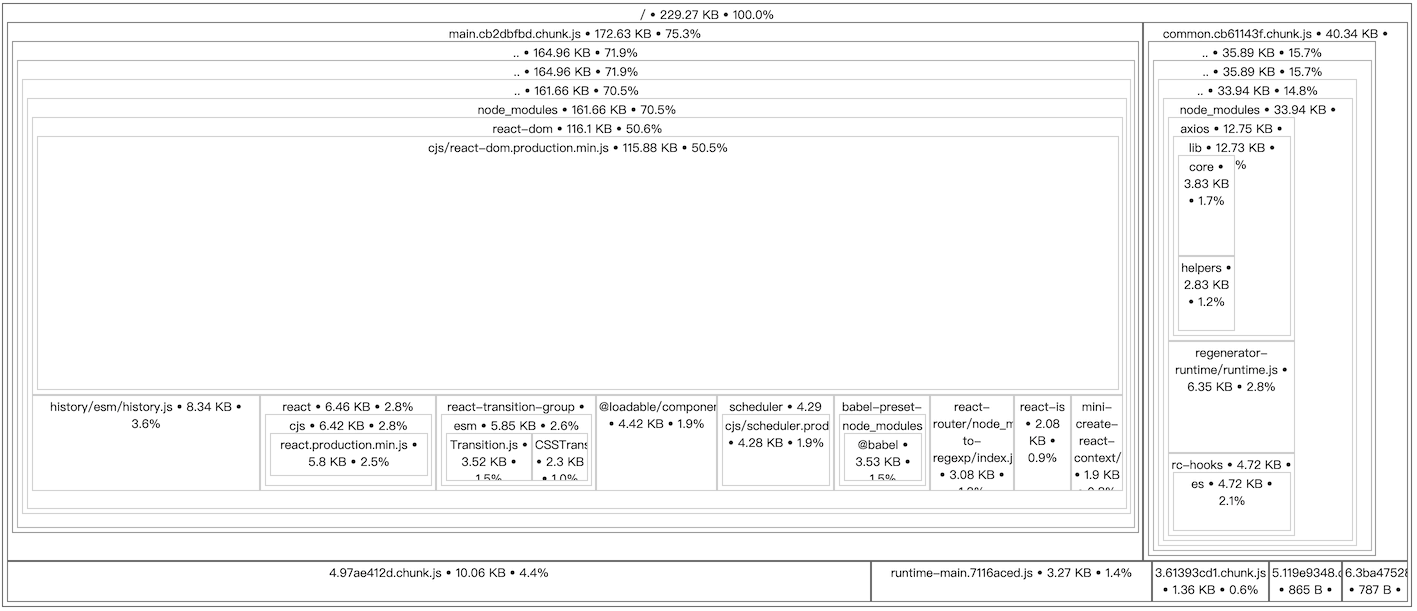 / • 229.27 KB • 100.0%
main.cb2dbfbd.chunk.js • 172.63 KB • 75.3%
.. • 164.96 KB • 71.9%
.. • 164.96 KB • 71.9%
.. • 161.66 KB • 70.5%
node_modules • 161.66 KB • 70.5%
react-dom • 116.1 KB • 50.6%
cjs/react-dom.production.min.js • 115.88 KB • 50.5%
history/esm/history.js • 8.34 KB •
3.6%
react • 6.46 KB • 2.8%
cjs • 6.42 KB • 2.8%
react.production.min.js •
5.8 KB • 2.5%
react-transition-group •
esm • 5.85 KB • 2.6%
Transition.js •
3.52 KB •
1.5%
CSSTrans
• 2.3 KB
• 1.0%
@loadable/componen
• 4.42 KB • 1.9%
scheduler • 4.29
cjs/scheduler.prod
• 4.28 KB • 1.9%
babel-preset-
node_modules
@babel •
3.53 KB •
1.5%
react-
router/node_m
to-
regexp/index.j
• 3.08 KB •
react-is
• 2.08
KB •
0.9%
mini-
create-
react-
context/
• 1.9 KB
common.cb61143f.chunk.js • 40.34 KB •
.. • 35.89 KB • 15.7%
.. • 35.89 KB • 15.7%
.. • 33.94 KB • 14.8%
node_modules • 33.94 KB •
axios • 12.75 KB •
lib • 12.73 KB •
%
core •
3.83 KB
• 1.7%
helpers •
2.83 KB
• 1.2%
regenerator-
runtime/runtime.js •
6.35 KB • 2.8%
rc-hooks • 4.72 KB •
es • 4.72 KB •
2.1%
4.97ae412d.chunk.js • 10.06 KB • 4.4%
runtime-main.7116aced.js • 3.27 KB • 1.4%
3.61393cd1.chunk.js
• 1.36 KB • 0.6%
5.119e9348.c
• 865 B •
6.3ba47528
• 787 B •